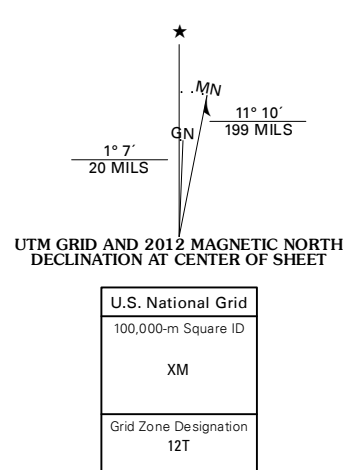 ★
MN
GN
11° 10´
199 MILS
1° 7´
20 MILS
UTM GRID AND 2012 MAGNETIC NORTH
DECLINATION AT CENTER OF SHEET
U.S. National Grid
100,000-m Square ID
XM
Grid Zone Designation
12T